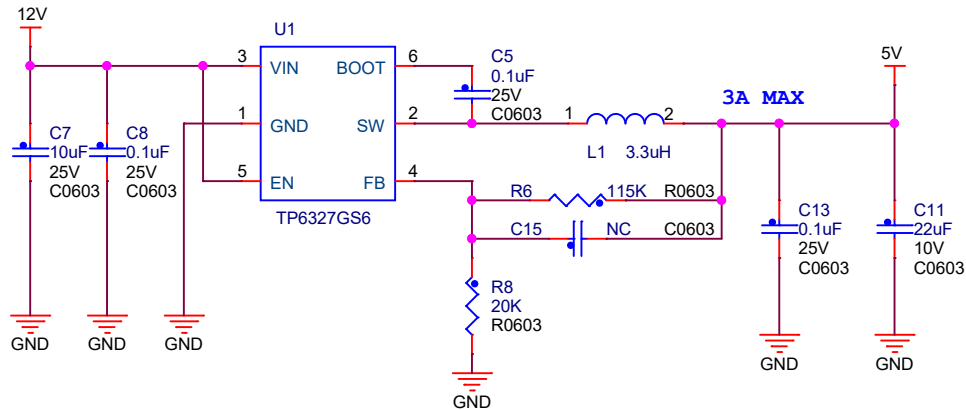 12V
U1
3
VIN
BOOT
6
C5
0.1uF
25V
C0603
5V
3A MAX
1
GND
SW
2
1
2
L1 3.3uH
C7
10uF
25V
C0603
C8
0.1uF
25V
C0603
5
EN
FB
4
TP6327GS6
R6
115K
R0603
C15
NC
C0603
C13
0.1uF
25V
C0603
C11
22uF
10V
C0603
R8
20K
R0603
GND
GND
GND
GND
GND
GND